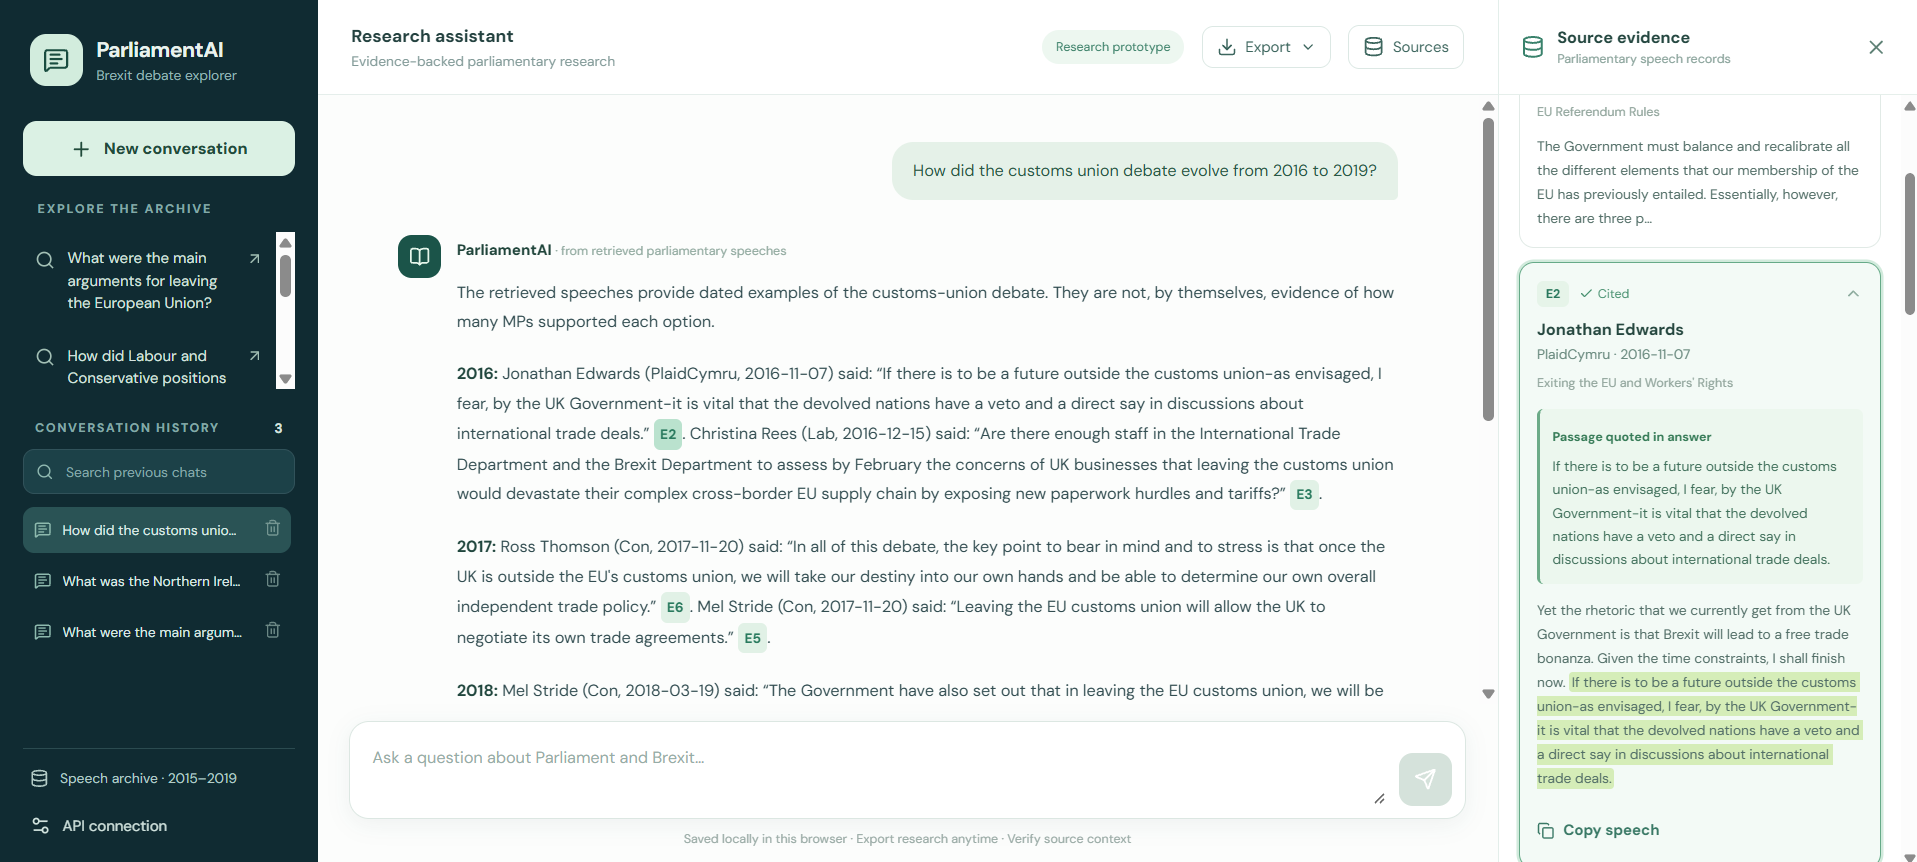 ParliamentAI
Brexit debate explorer
New conversation
EXPLORE THE ARCHIVE
What were the main
arguments for leaving
the European Union?
How did Labour and
Conservative positions
CONVERSATION HISTORY 3
Search previous chats
How did the customs unio...
What was the Northern Irel...
What were the main argum...
Speech archive · 2015–2019
API connection
Research assistant
Evidence-backed parliamentary research
Research prototype
Export
Sources
How did the customs union debate evolve from 2016 to 2019?
ParliamentAI · from retrieved parliamentary speeches
The retrieved speeches provide dated examples of the customs-union debate. They are not, by themselves, evidence of how
many MPs supported each option.
2016: Jonathan Edwards (PlaidCymru, 2016-11-07) said: “If there is to be a future outside the customs union-as envisaged, I
fear, by the UK Government-it is vital that the devolved nations have a veto and a direct say in discussions about
international trade deals.” E2. Christina Rees (Lab, 2016-12-15) said: “Are there enough staff in the International Trade
Department and the Brexit Department to assess by February the concerns of UK businesses that leaving the customs union
would devastate their complex cross-border EU supply chain by exposing new paperwork hurdles and tariffs?” E3.
2017: Ross Thomson (Con, 2017-11-20) said: “In all of this debate, the key point to bear in mind and to stress is that once the
UK is outside the EU's customs union, we will take our destiny into our own hands and be able to determine our own overall
independent trade policy.” E6. Mel Stride (Con, 2017-11-20) said: “Leaving the EU customs union will allow the UK to
negotiate its own trade agreements.” E5.
2018: Mel Stride (Con, 2018-03-19) said: “The Government have also set out that in leaving the EU customs union, we will be
Ask a question about Parliament and Brexit...
Saved locally in this browser · Export research anytime · Verify source context
Source evidence
Parliamentary speech records
EU Referendum Rules
The Government must balance and recalibrate all
the different elements that our membership of the
EU has previously entailed. Essentially, however,
there are three p...
E2 Cited
Jonathan Edwards
PlaidCymru · 2016-11-07
Exiting the EU and Workers' Rights
Passage quoted in answer
If there is to be a future outside the customs
union-as envisaged, I fear, by the UK
Government-it is vital that the devolved
nations have a veto and a direct say in
discussions about international trade deals.
Yet the rhetoric that we currently get from the UK
Government is that Brexit will lead to a free trade
bonanza. Given the time constraints, I shall finish
now. If there is to be a future outside the customs
union-as envisaged, I fear, by the UK Government-
it is vital that the devolved nations have a veto and
a direct say in discussions about international
trade deals.
Copy speech